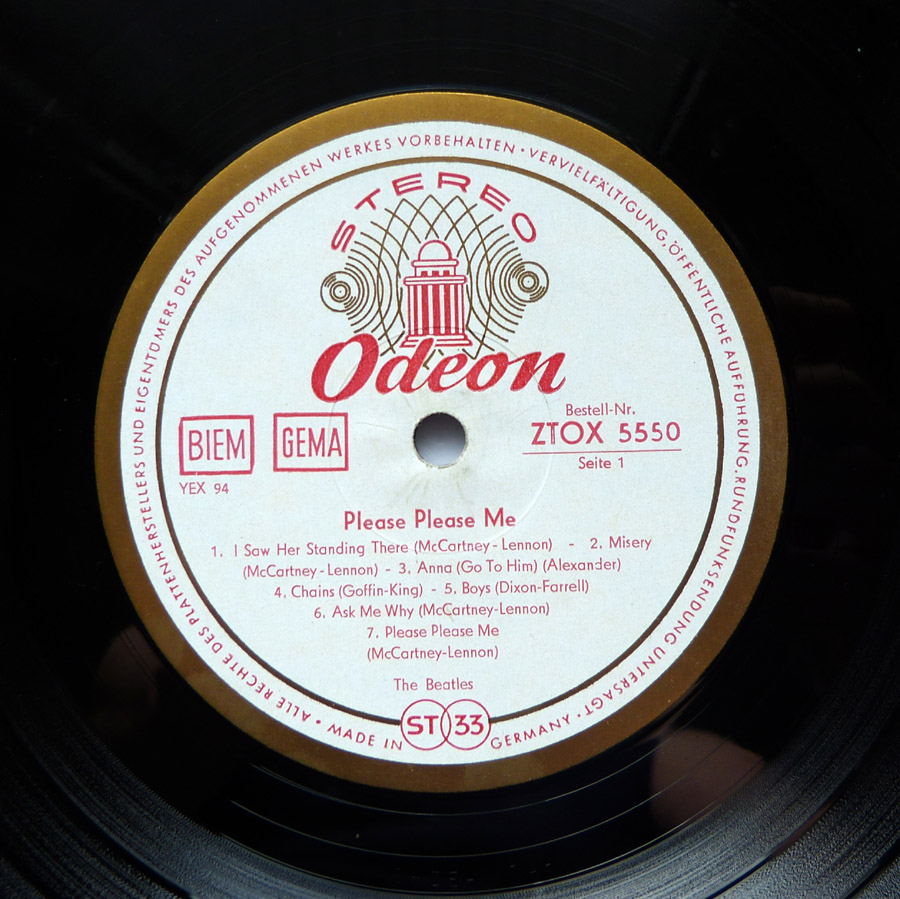 ALLE RECHTE DES PLATTENHERSTELLERS UND EIGENTÜMERS DES AUFGENOMMENEN WERKES VORBEHALTEN · VERVIELFÄLTIGUNG, ÖFFENTLICHE AUFFÜHRUNG, RUNDFUNKSENDUNG UNTERSAGT ·
STEREO
Odeon
BIEM GEMA
YEX 94
Bestell-Nr.
ZTOX 5550
Seite 1
Please Please Me
1. I Saw Her Standing There (McCartney-Lennon) - 2. Misery
(McCartney-Lennon) - 3. Anna (Go To Him) (Alexander)
4. Chains (Goffin-King) - 5. Boys (Dixon-Farrell)
6. Ask Me Why (McCartney-Lennon)
7. Please Please Me
(McCartney-Lennon)
The Beatles
ST 33
· MADE IN GERMANY ·